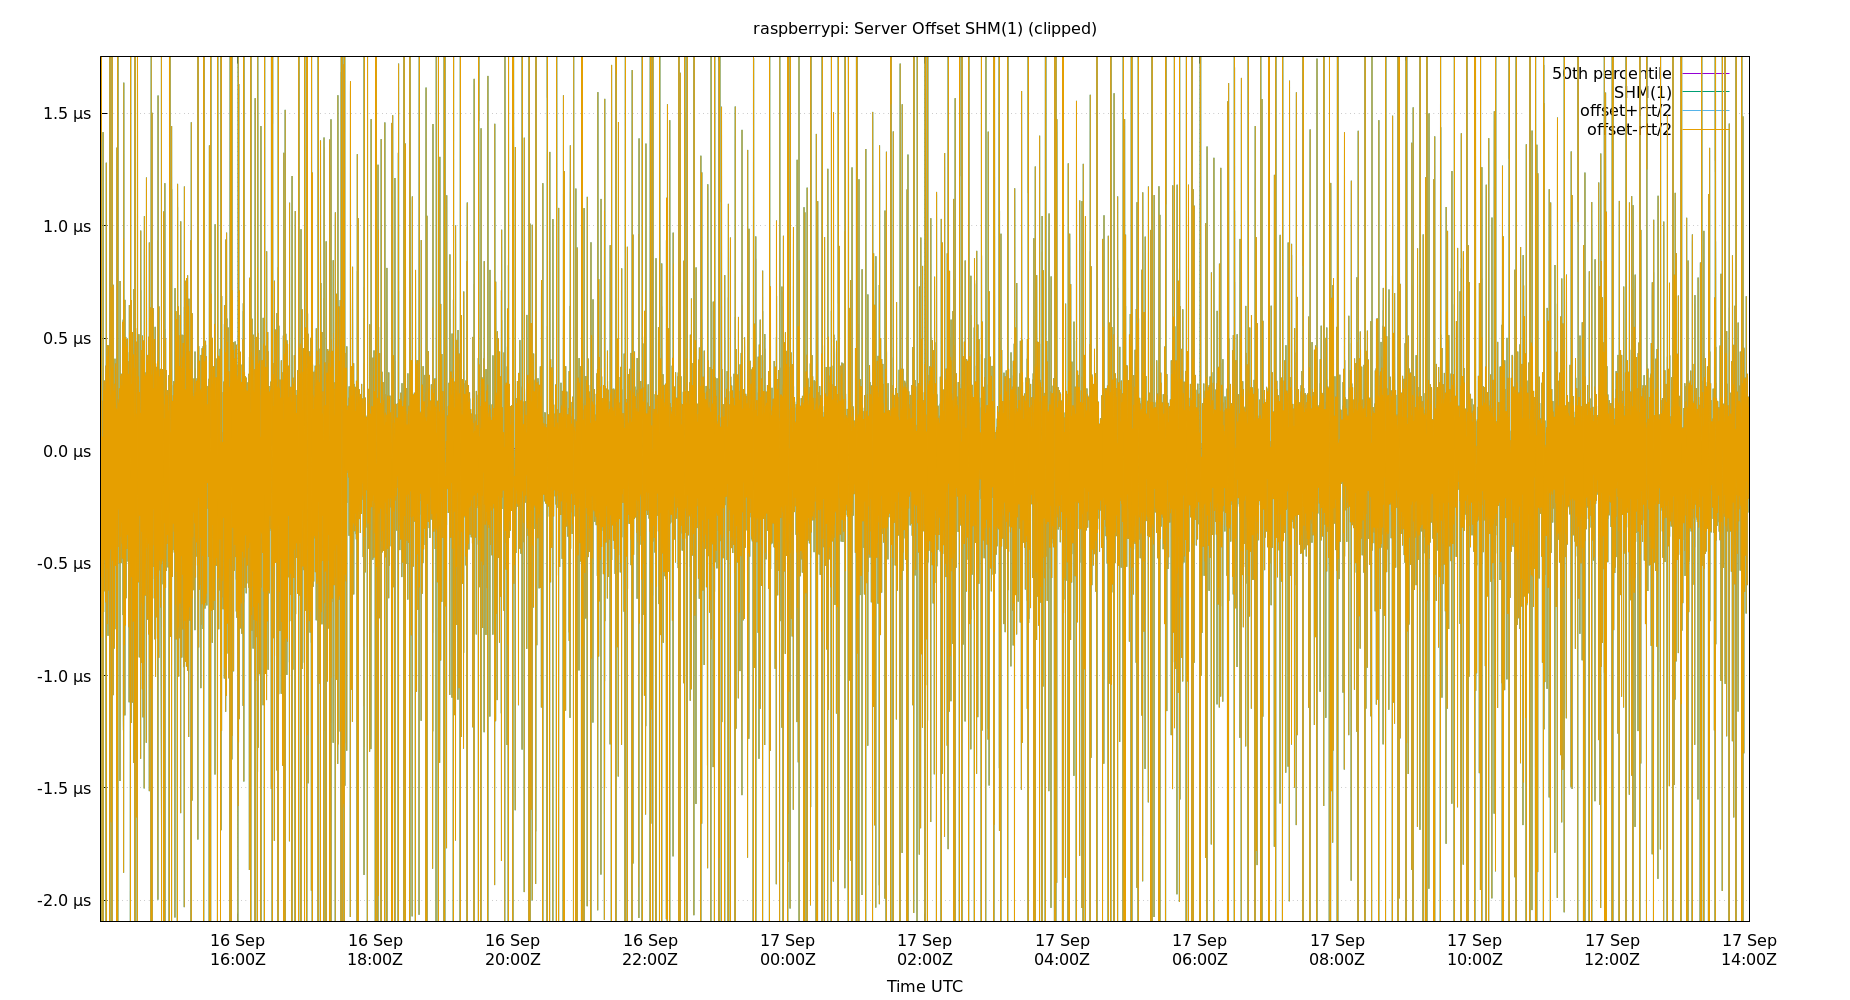 raspberrypi: Server Offset SHM(1) (clipped)
50th percentile
SHM(1)
offset+rtt/2
offset-rtt/2
1.5 µs
1.0 µs
0.5 µs
0.0 µs
-0.5 µs
-1.0 µs
-1.5 µs
-2.0 µs
16 Sep 16 Sep 16 Sep 16 Sep 17 Sep 17 Sep 17 Sep 17 Sep 17 Sep 17 Sep 17 Sep 17 Sep
16:00Z 18:00Z 20:00Z 22:00Z 00:00Z 02:00Z 04:00Z 06:00Z 08:00Z 10:00Z 12:00Z 14:00Z
Time UTC